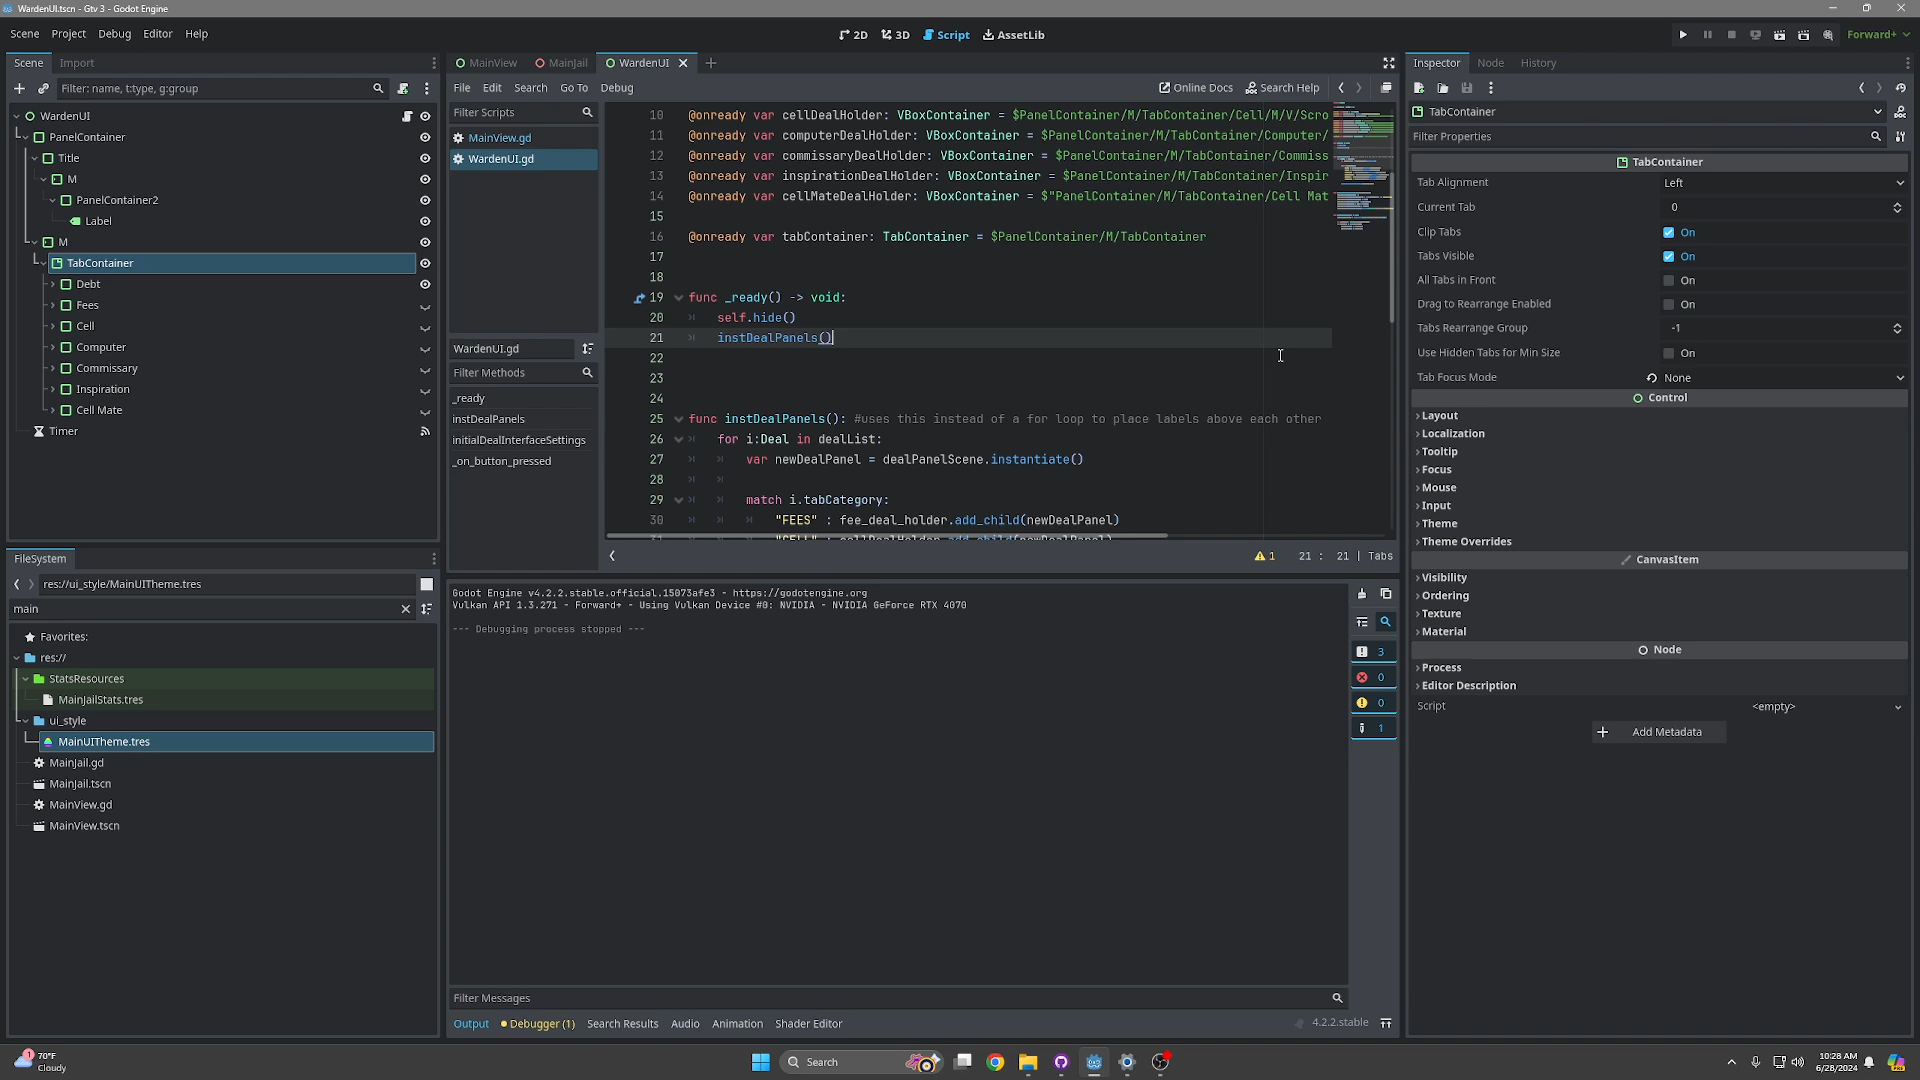 WardenUI.tscn - Gtv 3 - Godot Engine
Scene Project Debug Editor Help
2D 3D Script AssetLib
Forward+
Scene Import
Filter: name, t:type, g:group
WardenUI
PanelContainer
Title
M
PanelContainer2
Label
M
TabContainer
Debt
Fees
Cell
Computer
Commissary
Inspiration
Cell Mate
Timer
FileSystem
res://ui_style/MainUITheme.tres
main
Favorites:
res://
StatsResources
MainJailStats.tres
ui_style
MainUITheme.tres
MainJail.gd
MainJail.tscn
MainView.gd
MainView.tscn
MainView MainJail WardenUI
File Edit Search Go To Debug
Online Docs Search Help
Filter Scripts
MainView.gd
WardenUI.gd
WardenUI.gd
Filter Methods
_ready
instDealPanels
initialDealInterfaceSettings
_on_button_pressed
10 @onready var cellDealHolder: VBoxContainer = $PanelContainer/M/TabContainer/Cell/M/V/Scro
11 @onready var computerDealHolder: VBoxContainer = $PanelContainer/M/TabContainer/Computer/
12 @onready var commissaryDealHolder: VBoxContainer = $PanelContainer/M/TabContainer/Commiss
13 @onready var inspirationDealHolder: VBoxContainer = $PanelContainer/M/TabContainer/Inspir
14 @onready var cellMateDealHolder: VBoxContainer = $"PanelContainer/M/TabContainer/Cell Mat
15
16 @onready var tabContainer: TabContainer = $PanelContainer/M/TabContainer
17
18
19 func _ready() -> void:
20 self.hide()
21 instDealPanels()
22
23
24
25 func instDealPanels(): #uses this instead of a for loop to place labels above each other
26 for i:Deal in dealList:
27 var newDealPanel = dealPanelScene.instantiate()
28
29 match i.tabCategory:
30 "FEES" : fee_deal_holder.add_child(newDealPanel)
31 "CELL" : cellDealHolder.add_child(newDealPanel)
1 21 : 21 | Tabs
Godot Engine v4.2.2.stable.official.15073afe3 - https://godotengine.org
Vulkan API 1.3.271 - Forward+ - Using Vulkan Device #0: NVIDIA - NVIDIA GeForce RTX 4070
--- Debugging process stopped ---
3
0
0
1
Filter Messages
Output Debugger (1) Search Results Audio Animation Shader Editor
4.2.2.stable
Inspector Node History
TabContainer
Filter Properties
TabContainer
Tab Alignment Left
Current Tab 0
Clip Tabs On
Tabs Visible On
All Tabs in Front On
Drag to Rearrange Enabled On
Tabs Rearrange Group -1
Use Hidden Tabs for Min Size On
Tab Focus Mode None
Control
Layout
Localization
Tooltip
Focus
Mouse
Input
Theme
Theme Overrides
CanvasItem
Visibility
Ordering
Texture
Material
Node
Process
Editor Description
Script <empty>
Add Metadata
1
70°F
Cloudy
Search
10:28 AM
6/28/2024